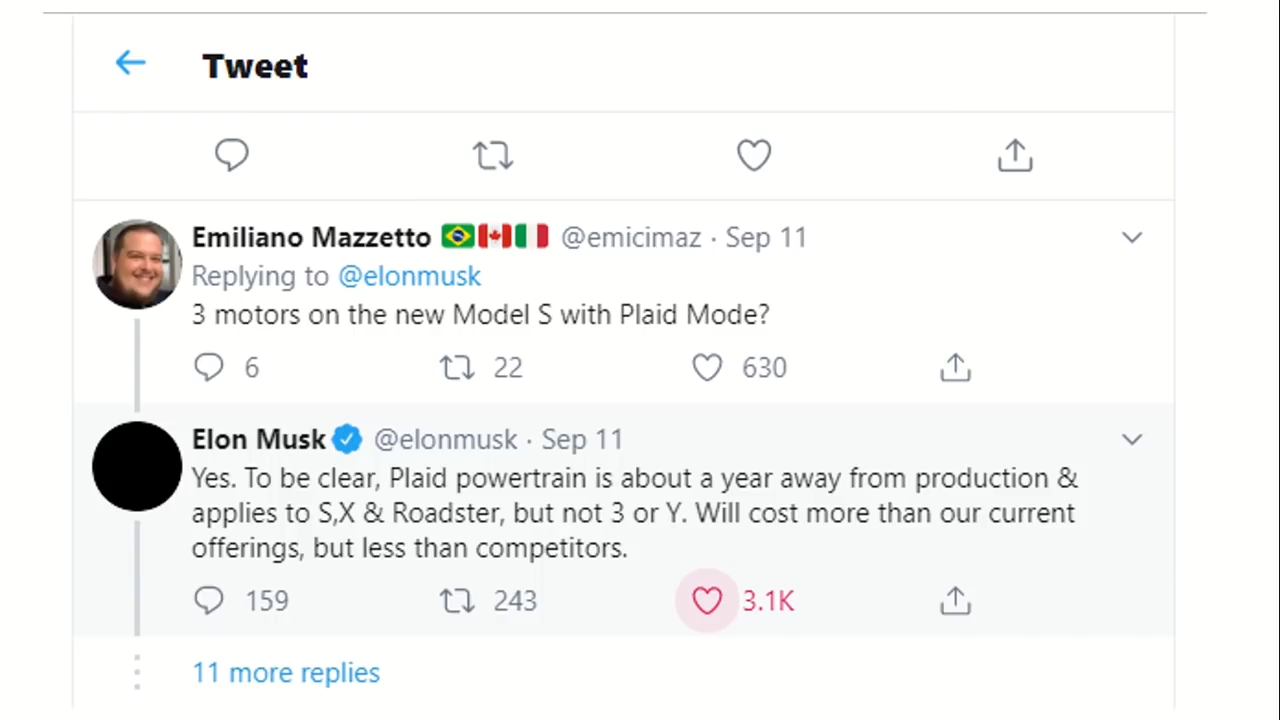 Tweet
Emiliano Mazzetto 🇧🇷🇨🇦🇮🇹 @emicimaz · Sep 11
Replying to @elonmusk
3 motors on the new Model S with Plaid Mode?
6 22 630
Elon Musk @elonmusk · Sep 11
Yes. To be clear, Plaid powertrain is about a year away from production &
applies to S,X & Roadster, but not 3 or Y. Will cost more than our current
offerings, but less than competitors.
159 243 3.1K
11 more replies